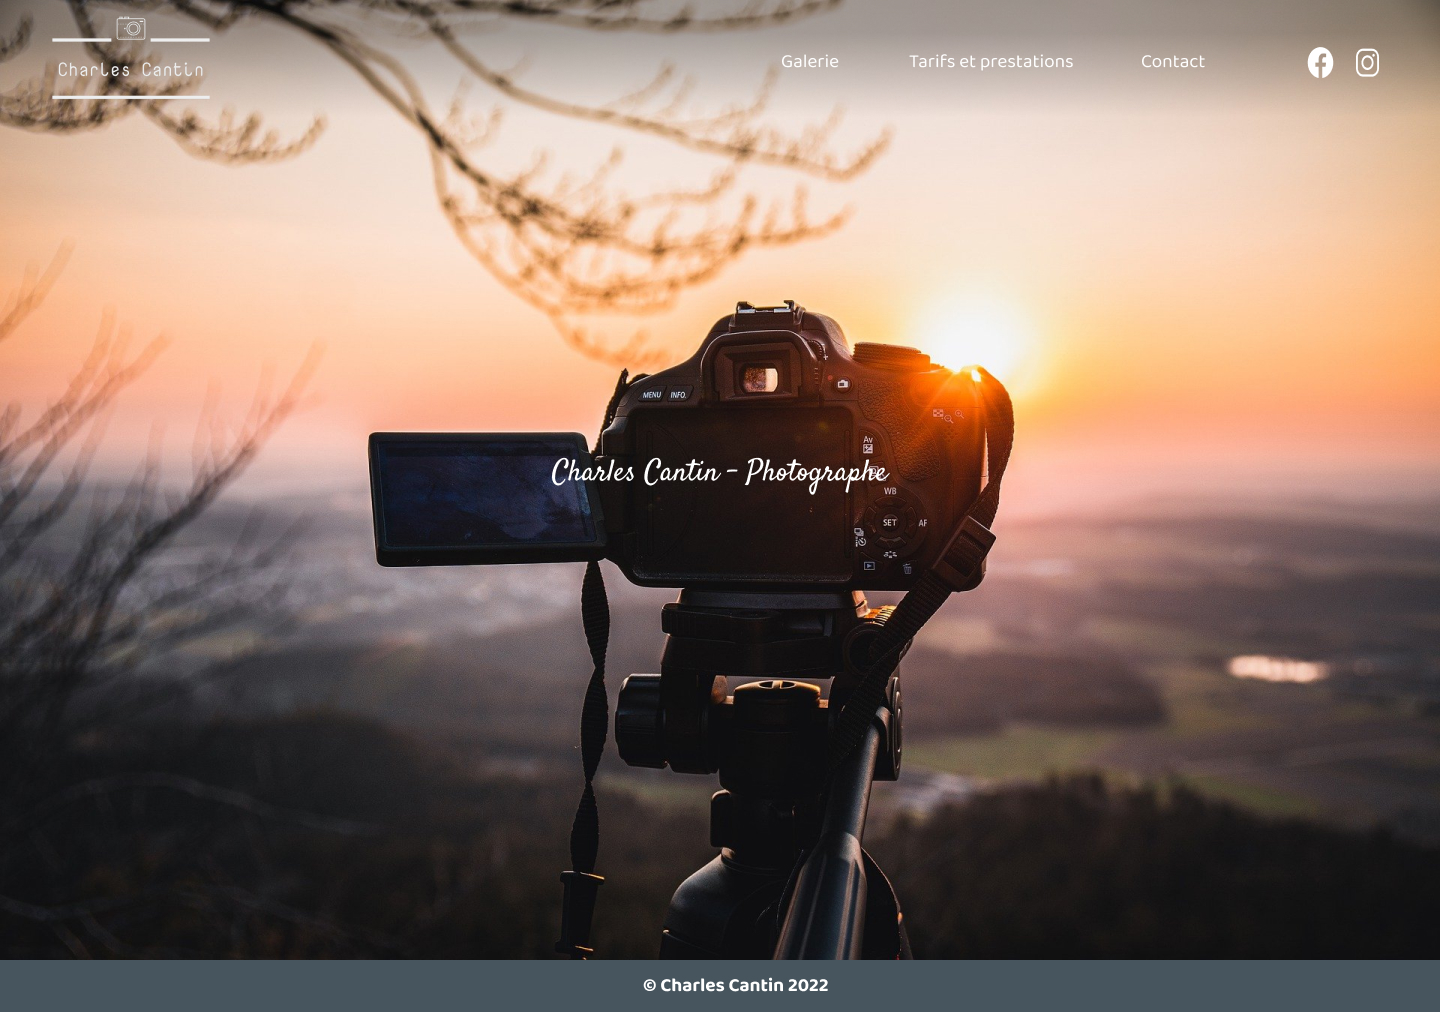 Charles Cantin
Galerie
Tarifs et prestations
Contact
MENU
INFO.
Av
Charles Cantin - Photographe
WB
SET
AF
© Charles Cantin 2022